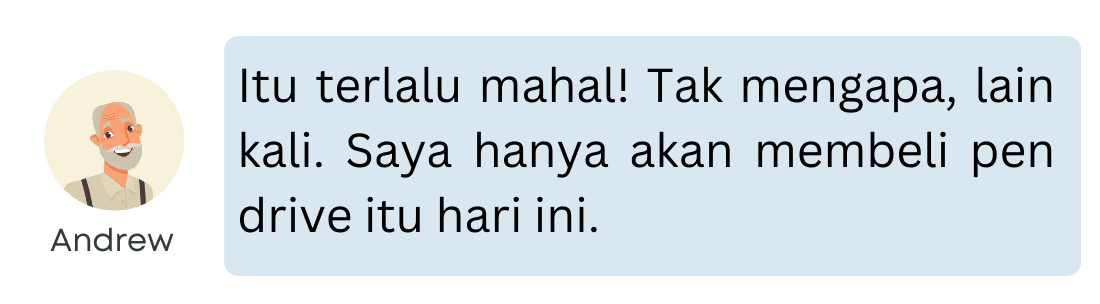 Itu terlalu mahal! Tak mengapa, lain
kali. Saya hanya akan membeli pen
drive itu hari ini.
Andrew